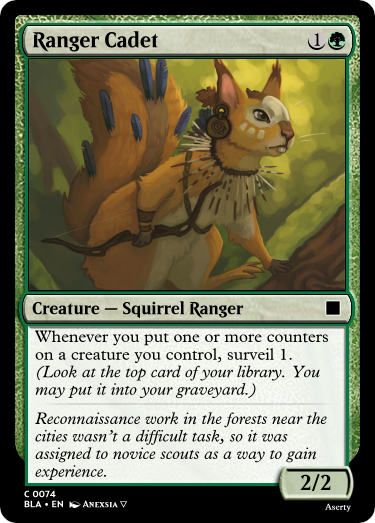 Ranger Cadet 1
Creature — Squirrel Ranger
Whenever you put one or more counters
on a creature you control, surveil 1.
(Look at the top card of your library. You
may put it into your graveyard.)
Reconnaissance work in the forests near the
cities wasn't a difficult task, so it was
assigned to novice scouts as a way to gain
experience.
2/2
C 0074
BLA • EN Anexsia
Aserty